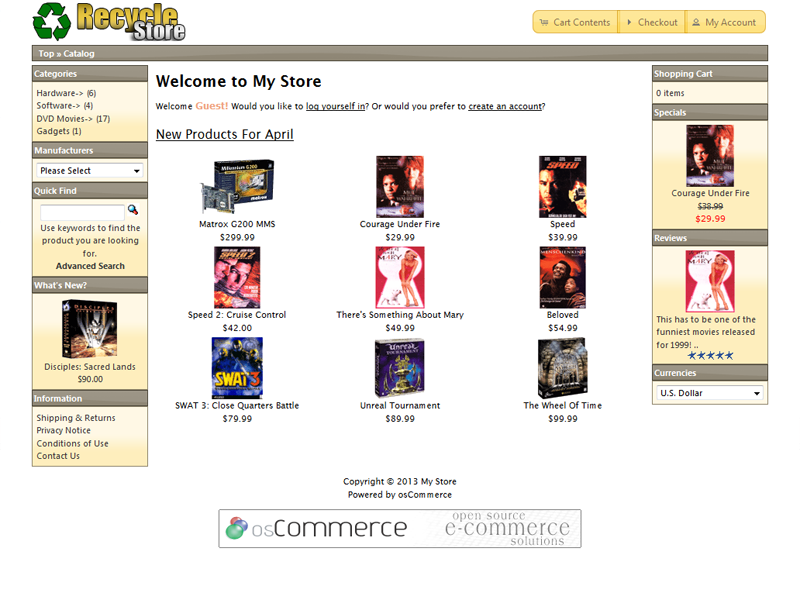 Recycle
Store
Cart Contents
Checkout
My Account
Top » Catalog
Categories
Hardware-> (6)
Software-> (4)
DVD Movies-> (17)
Gadgets (1)
Manufacturers
Please Select
Quick Find
Use keywords to find the
product you are looking
for.
Advanced Search
What's New?
Disciples: Sacred Lands
$90.00
Information
Shipping & Returns
Privacy Notice
Conditions of Use
Contact Us
Welcome to My Store
Welcome Guest! Would you like to log yourself in? Or would you prefer to create an account?
New Products For April
Matrox G200 MMS
$299.99
Courage Under Fire
$29.99
SPEED
Speed
$39.99
Speed 2: Cruise Control
$42.00
There's Something About Mary
$49.99
Beloved
$54.99
SWAT 3
SWAT 3: Close Quarters Battle
$79.99
Unreal
Unreal Tournament
$89.99
The Wheel Of Time
$99.99
Shopping Cart
0 items
Specials
Courage Under Fire
$38.99
$29.99
Reviews
This has to be one of the
funniest movies released
for 1999! ..
Currencies
U.S. Dollar
Copyright © 2013 My Store
Powered by osCommerce
osCommerce
open source
e-commerce
solutions